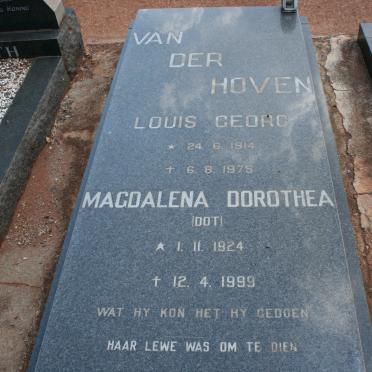 VAN
DER
HOVEN
LOUIS GEORG
* 24. 6. 1914
✝ 6. 8. 1975
MAGDALENA DOROTHEA
(DOT)
* 1. 11. 1924
✝ 12. 4. 1999
WAT HY KON HET HY GEDOEN
HAAR LEWE WAS OM TE DIEN